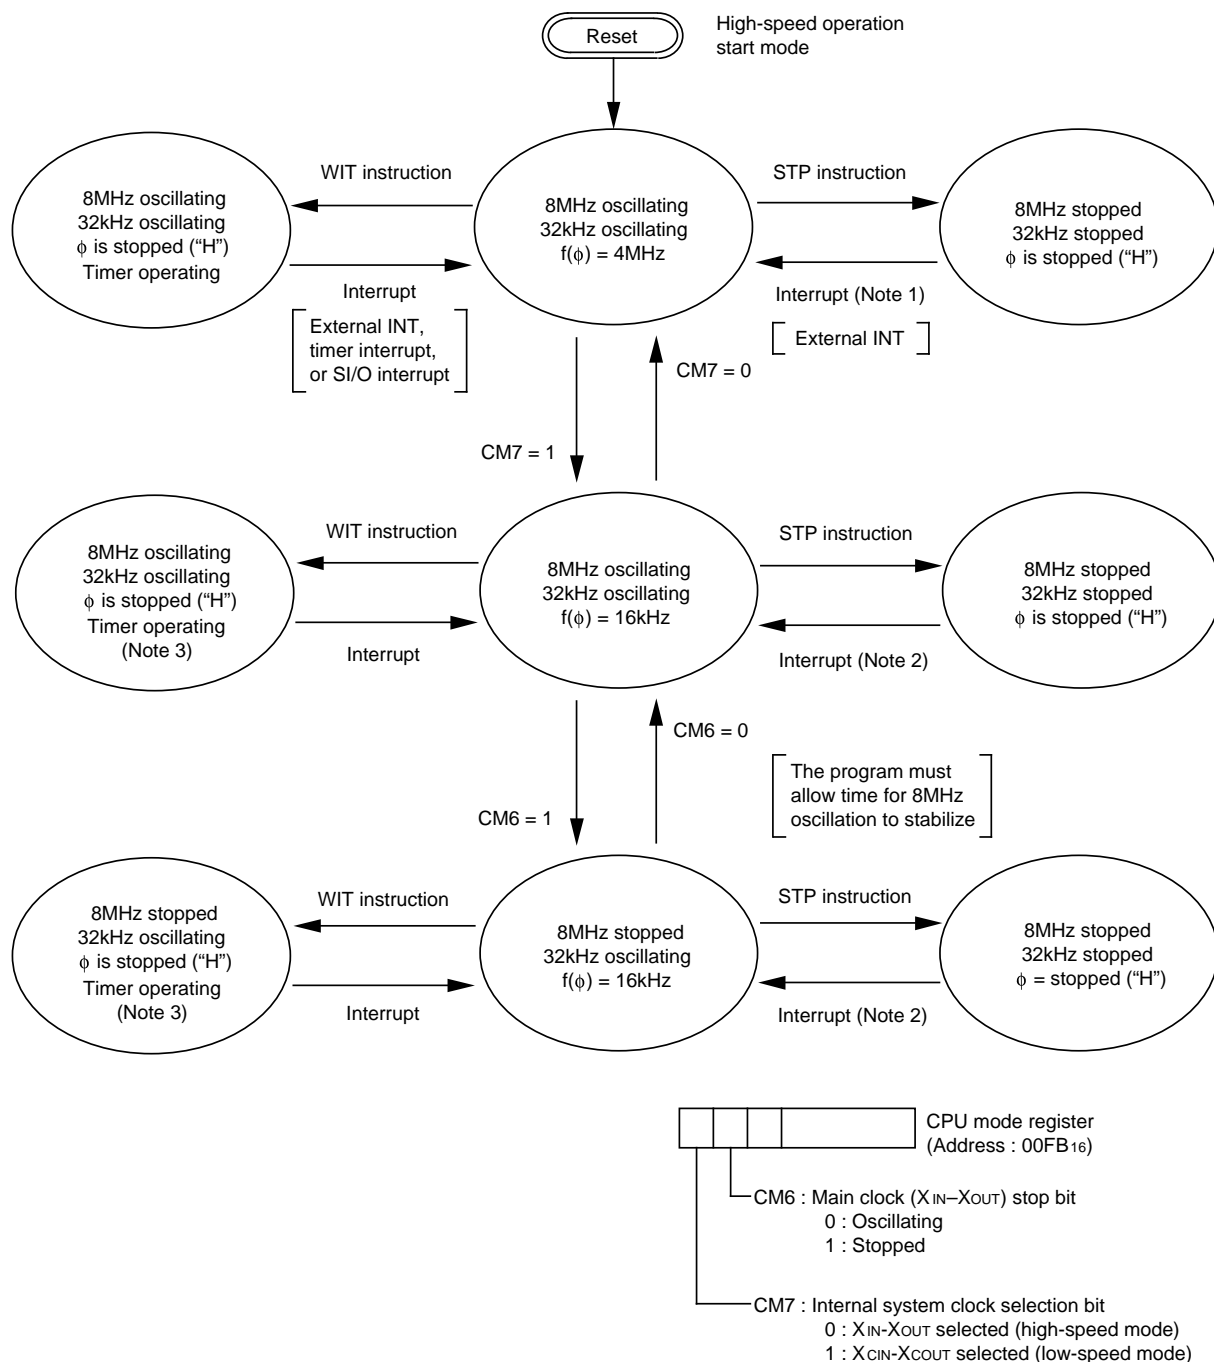 Reset
High-speed operation
start mode
8MHz oscillating
32kHz oscillating
ϕ is stopped (“H”)
Timer operating
WIT instruction
Interrupt
External INT,
timer interrupt,
or SI/O interrupt
8MHz oscillating
32kHz oscillating
f(ϕ) = 4MHz
STP instruction
Interrupt (Note 1)
External INT
8MHz stopped
32kHz stopped
ϕ is stopped (“H”)
CM7 = 1
CM7 = 0
8MHz oscillating
32kHz oscillating
ϕ is stopped (“H”)
Timer operating
(Note 3)
WIT instruction
Interrupt
8MHz oscillating
32kHz oscillating
f(ϕ) = 16kHz
STP instruction
Interrupt (Note 2)
8MHz stopped
32kHz stopped
ϕ is stopped (“H”)
CM6 = 1
CM6 = 0
The program must
allow time for 8MHz
oscillation to stabilize
8MHz stopped
32kHz oscillating
ϕ is stopped (“H”)
Timer operating
(Note 3)
WIT instruction
Interrupt
8MHz stopped
32kHz oscillating
f(ϕ) = 16kHz
STP instruction
Interrupt (Note 2)
8MHz stopped
32kHz stopped
ϕ = stopped (“H”)
CPU mode register
(Address : 00FB16)
CM6 : Main clock (XIN–XOUT) stop bit
0 : Oscillating
1 : Stopped
CM7 : Internal system clock selection bit
0 : XIN-XOUT selected (high-speed mode)
1 : XCIN-XCOUT selected (low-speed mode)